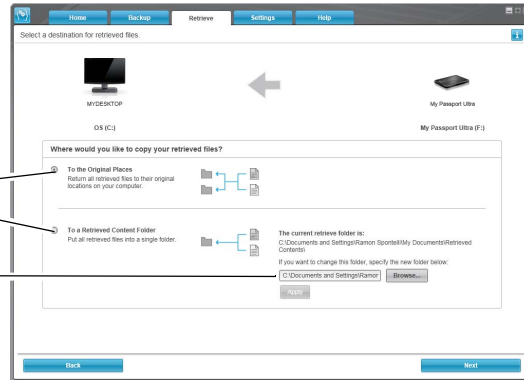 Home Backup Retrieve Settings Help
Select a destination for retrieved files.
MYDESKTOP
My Passport Ultra
OS (C:)
My Passport Ultra (F:)
Where would you like to copy your retrieved files?
To the Original Places
Return all retrieved files to their original
locations on your computer.
To a Retrieved Content Folder
Put all retrieved files into a single folder.
The current retrieve folder is:
C:\Documents and Settings\Ramon Spontelli\My Documents\Retrieved
Contents\
If you want to change this folder, specify the new folder below:
C:\Documents and Settings\Ramor
Browse...
Apply
Back
Next